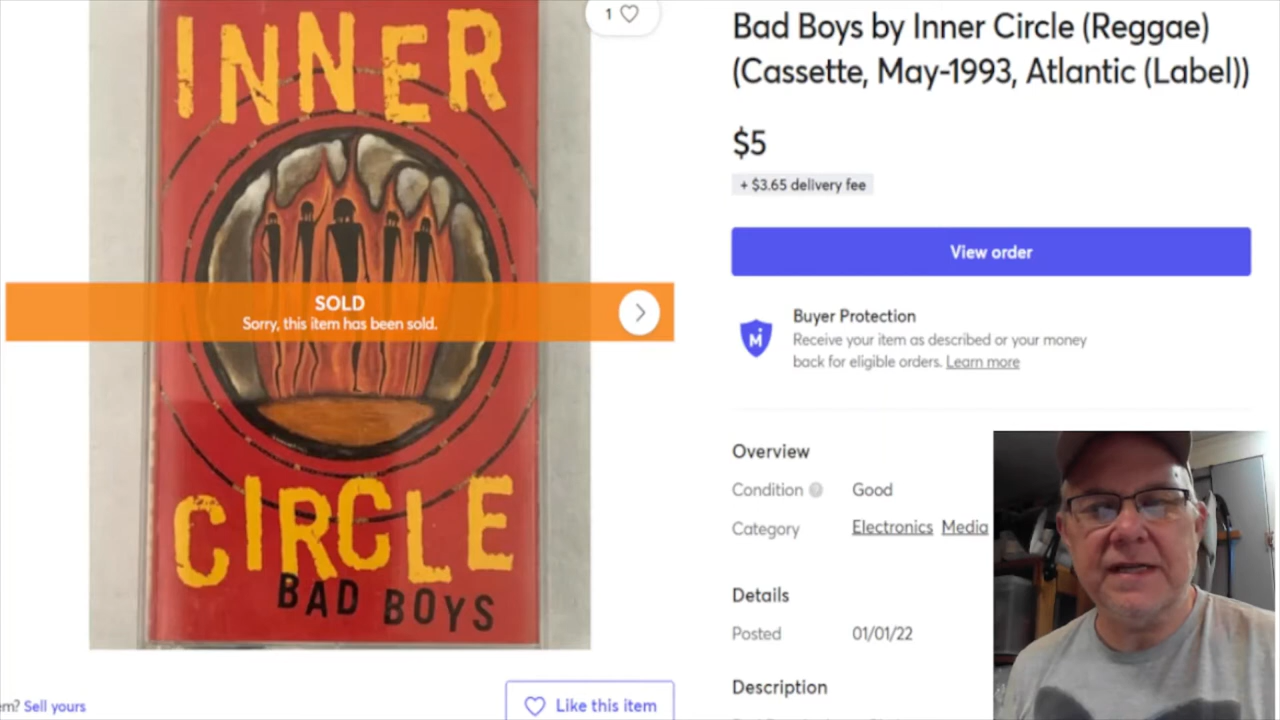 INNER
CIRCLE
BAD BOYS
1
SOLD
Sorry, this item has been sold.
Sell yours
Like this item
Bad Boys by Inner Circle (Reggae)
(Cassette, May-1993, Atlantic (Label))
$5
+ $3.65 delivery fee
View order
M
Buyer Protection
Receive your item as described or your money
back for eligible orders. Learn more
Overview
Condition ?
Good
Category
Electronics Media
Details
Posted
01/01/22
Description